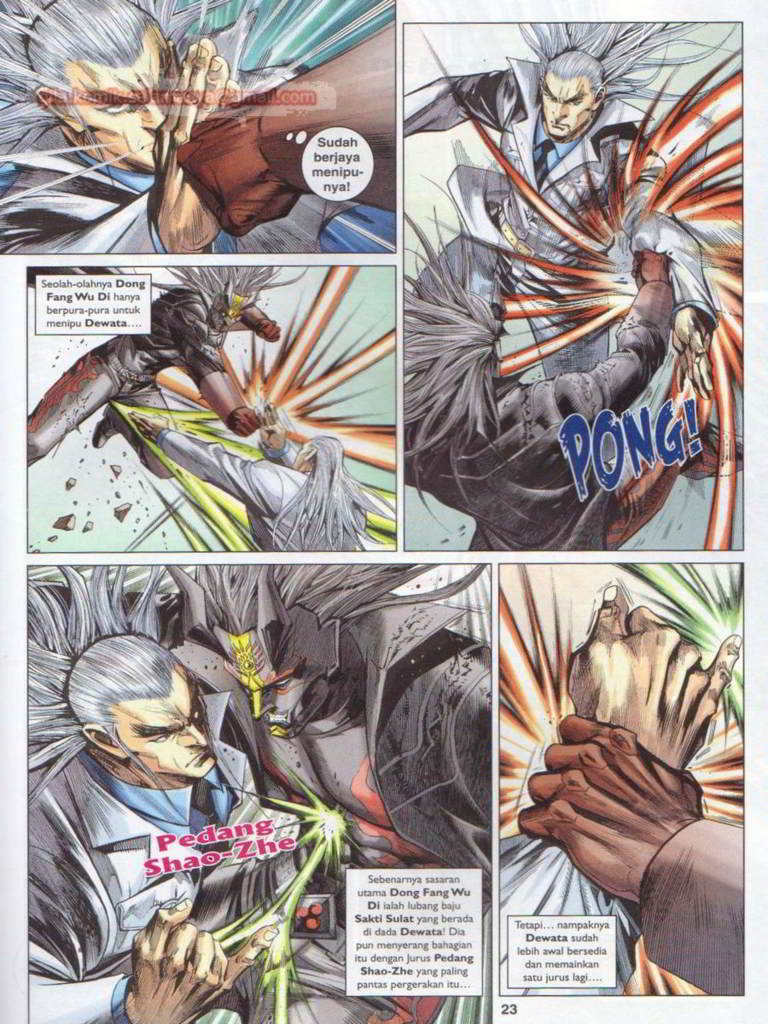 Sudah
berjaya
menipu-
nya!
Seolah-olahnya Dong
Fang Wu Di hanya
berpura-pura untuk
menipu Dewata....
PONG!
Pedang
Shao-Zhe
Sebenarnya sasaran
utama Dong Fang Wu
Di ialah lubang baju
Sakti Sulat yang berada
di dada Dewata! Dia
pun menyerang bahagian
itu dengan Jurus Pedang
Shao-Zhe yang paling
pantas pergerakan itu...
Tetapi... nampaknya
Dewata sudah
lebih awal bersedia
dan memainkan
satu jurus lagi....
23